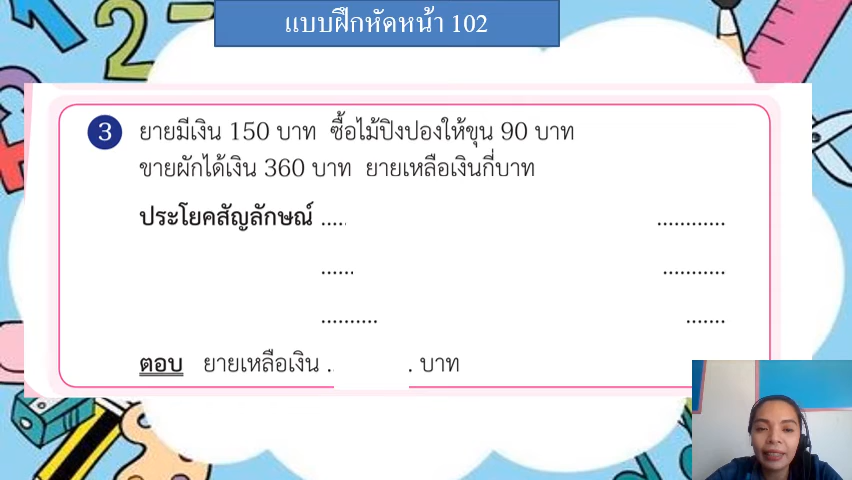 แบบฝึกหัดหน้า 102
3 ยายมีเงิน 150 บาท ซื้อไม้ปิงปองให้ขุน 90 บาท
ขายผักได้เงิน 360 บาท ยายเหลือเงินกี่บาท
ประโยคสัญลักษณ์ ..... ............
...... ...........
.......... .......
ตอบ ยายเหลือเงิน .. . บาท